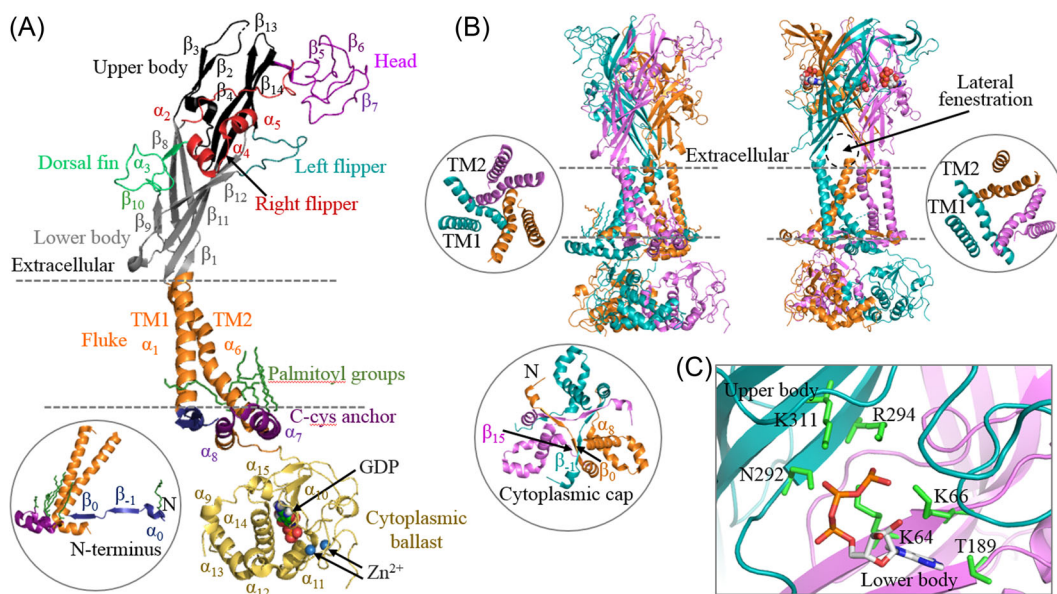 (A)
β13
β3
Upper body
β2
β5
β6
Head
β4
β14
β7
α2
α5
β8
α4
Dorsal fin
α3
Left flipper
β10
β12
Right flipper
β9
β11
Lower body
Extracellular
β1
TM1
TM2
Fluke
α1
α6
Palmitoyl groups
C-cys anchor
α7
α8
α15
GDP
α9
α10
β0
β-1
N
α14
Cytoplasmic
ballast
α0
N-terminus
Zn2+
α13
α11
α12
(B)
Lateral
fenestration
Extracellular
TM2
TM1
TM2
TM1
N
β15
α8
β-1
β0
Cytoplasmic cap
(C)
Upper body
K311
R294
N292
K66
K64
T189
Lower body